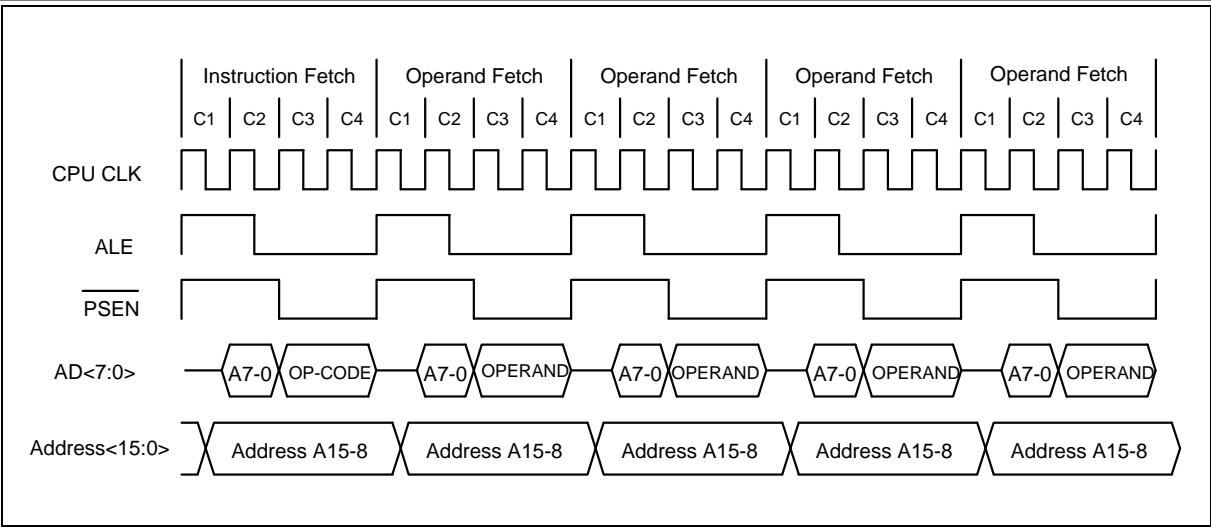 Instruction Fetch Operand Fetch Operand Fetch Operand Fetch Operand Fetch
C1 C2 C3 C4 C1 C2 C3 C4 C1 C2 C3 C4 C1 C2 C3 C4 C1 C2 C3 C4
CPU CLK
ALE
PSEN
AD<7:0> A7-0 OP-CODE A7-0 OPERAND A7-0 OPERAND A7-0 OPERAND A7-0 OPERAND
Address<15:0> Address A15-8 Address A15-8 Address A15-8 Address A15-8 Address A15-8